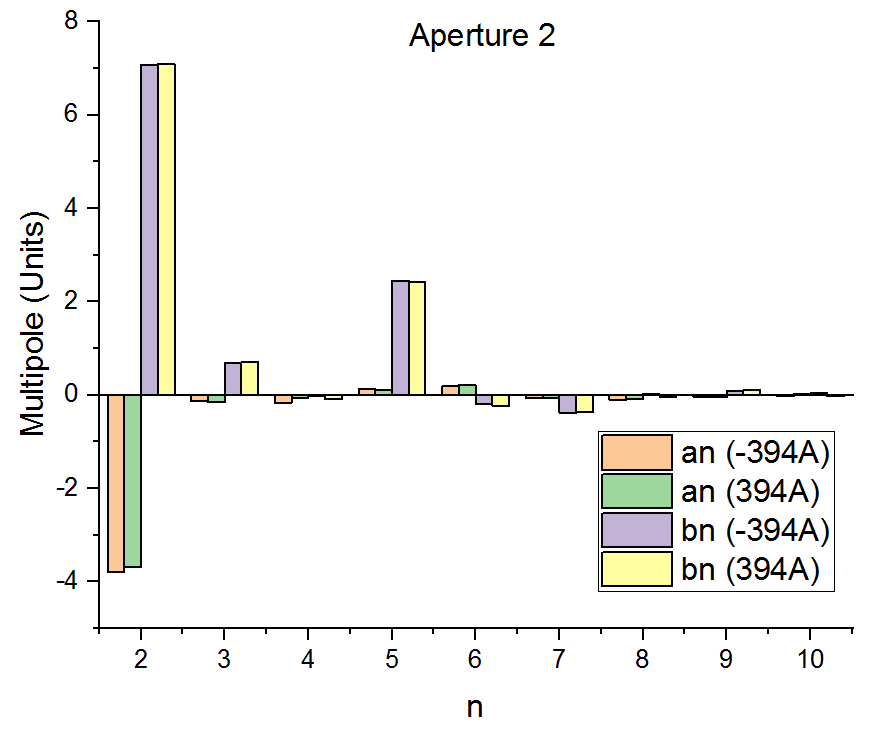 Aperture 2
8
6
4
2
0
-2
-4
Multipole (Units)
2 3 4 5 6 7 8 9 10
n
an (-394A)
an (394A)
bn (-394A)
bn (394A)